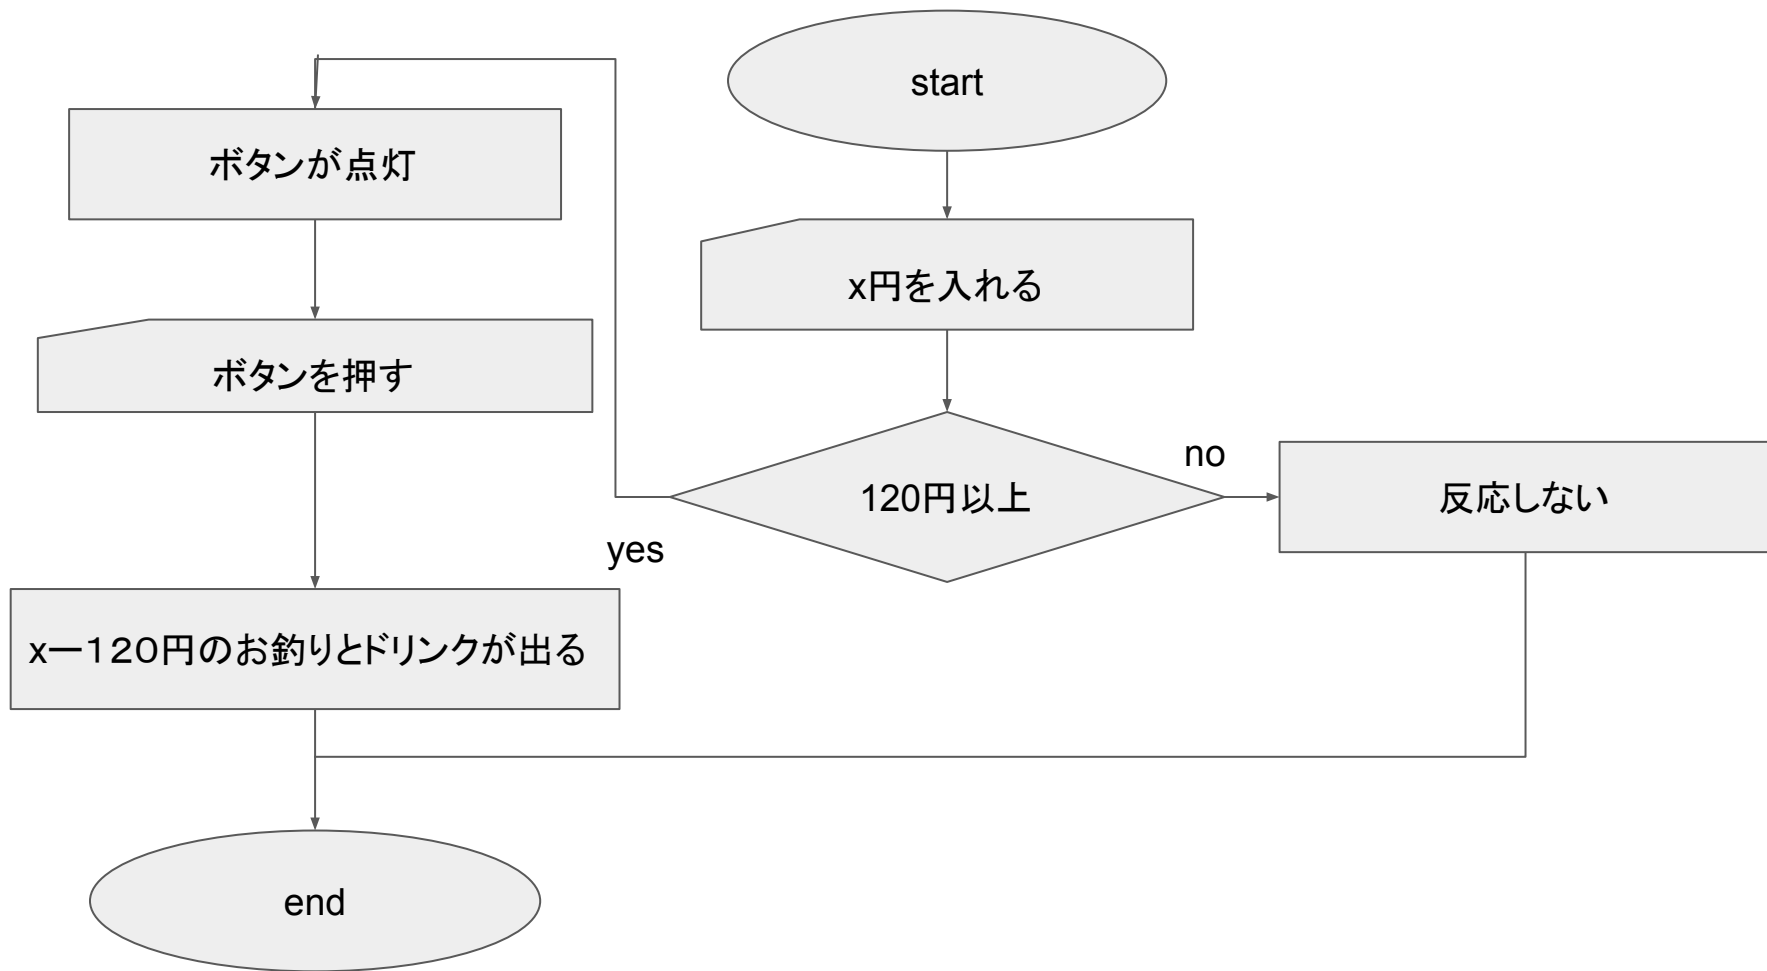 start
x円を入れる
120円以上
no
反応しない
yes
ボタンが点灯
ボタンを押す
xー１２０円のお釣りとドリンクが出る
end